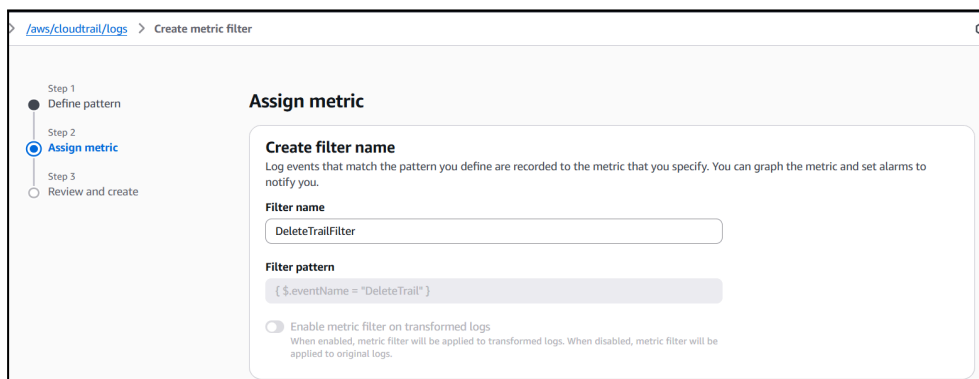 /aws/cloudtrail/logs > Create metric filter
Step 1
Define pattern
Step 2
Assign metric
Step 3
Review and create
Assign metric
Create filter name
Log events that match the pattern you define are recorded to the metric that you specify. You can graph the metric and set alarms to
notify you.
Filter name
DeleteTrailFilter
Filter pattern
{ $.eventName = "DeleteTrail" }
Enable metric filter on transformed logs
When enabled, metric filter will be applied to transformed logs. When disabled, metric filter will be
applied to original logs.